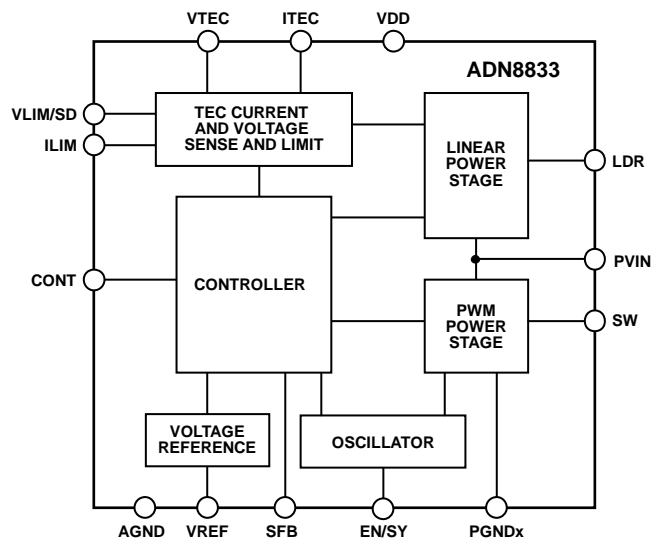 VTEC
ITEC
VDD
ADN8833
VLIM/SD
ILIM
TEC CURRENT
AND VOLTAGE
SENSE AND LIMIT
LINEAR
POWER
STAGE
LDR
CONT
CONTROLLER
PVIN
PWM
POWER
STAGE
SW
VOLTAGE
REFERENCE
OSCILLATOR
AGND
VREF
SFB
EN/SY
PGNDx